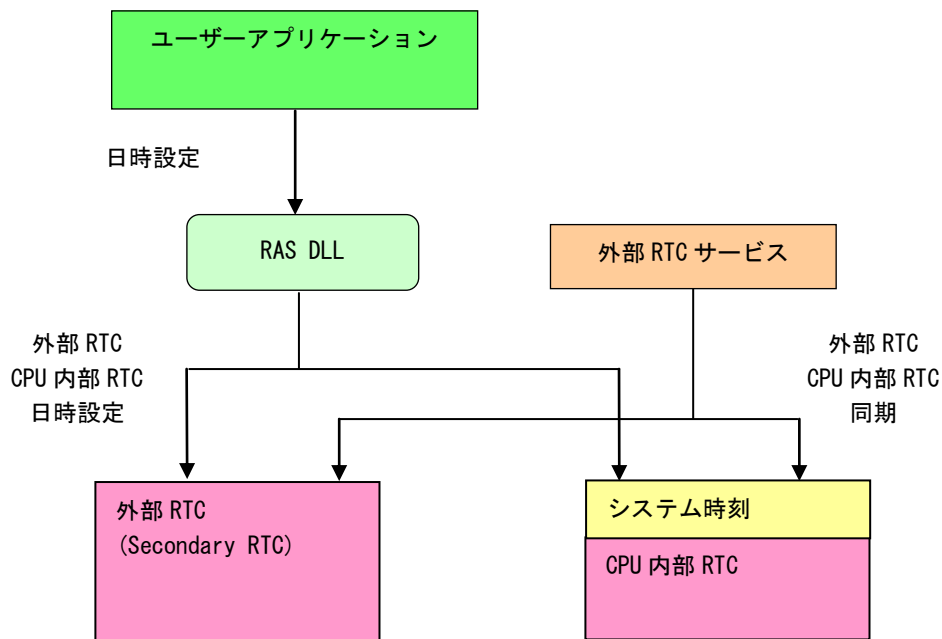 ユーザーアプリケーション
日時設定
RAS DLL
外部 RTC サービス
外部 RTC
CPU 内部 RTC
日時設定
外部 RTC
CPU 内部 RTC
同期
外部 RTC
(Secondary RTC)
システム時刻
CPU 内部 RTC